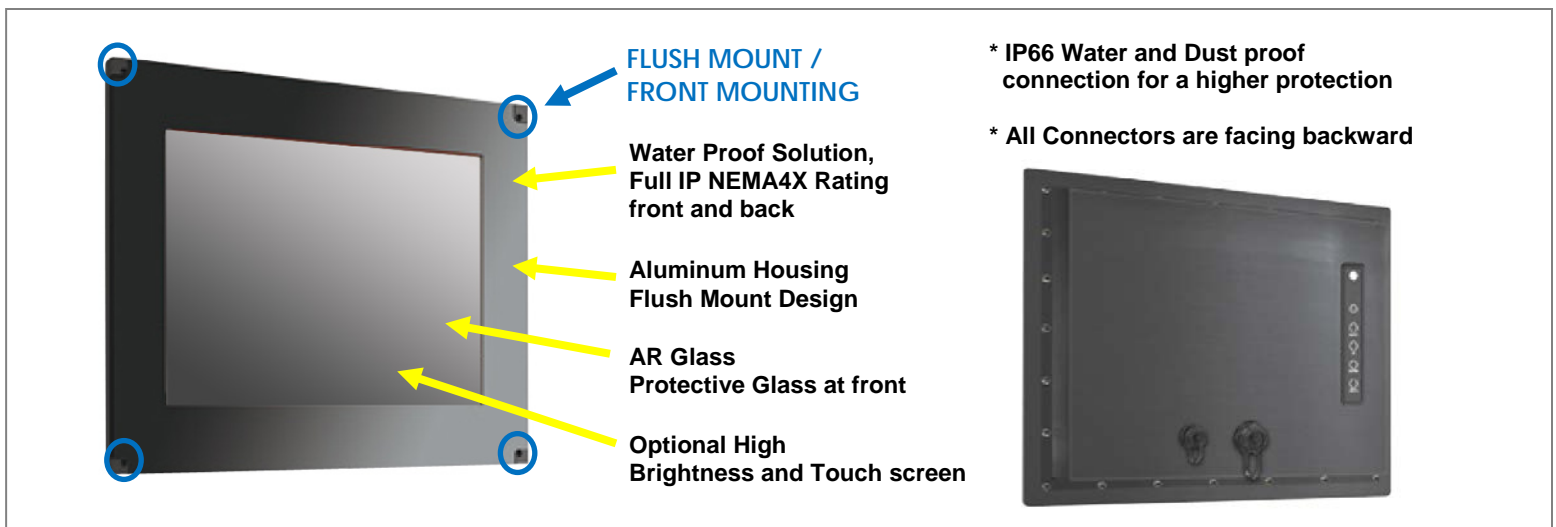 FLUSH MOUNT /
FRONT MOUNTING
Water Proof Solution,
Full IP NEMA4X Rating
front and back
Aluminum Housing
Flush Mount Design
AR Glass
Protective Glass at front
Optional High
Brightness and Touch screen
* IP66 Water and Dust proof
connection for a higher protection
* All Connectors are facing backward